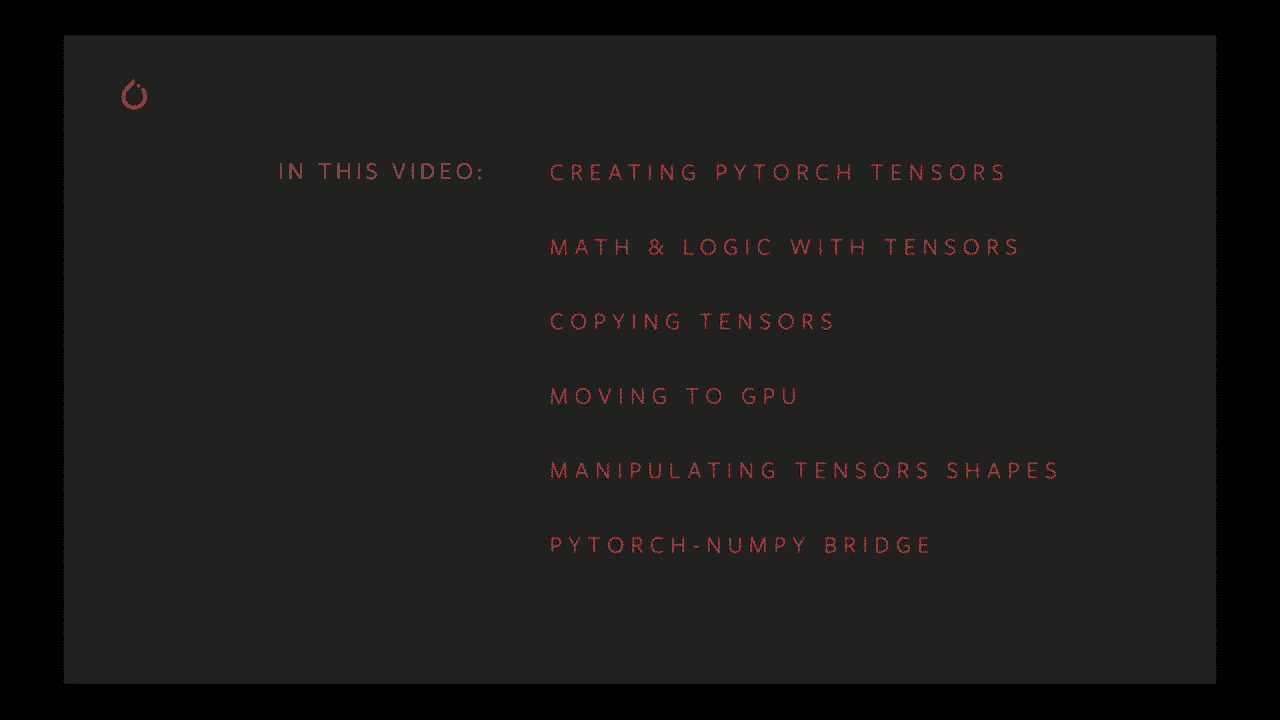 IN THIS VIDEO:
CREATING PYTORCH TENSORS
MATH & LOGIC WITH TENSORS
COPYING TENSORS
MOVING TO GPU
MANIPULATING TENSORS SHAPES
PYTORCH-NUMPY BRIDGE